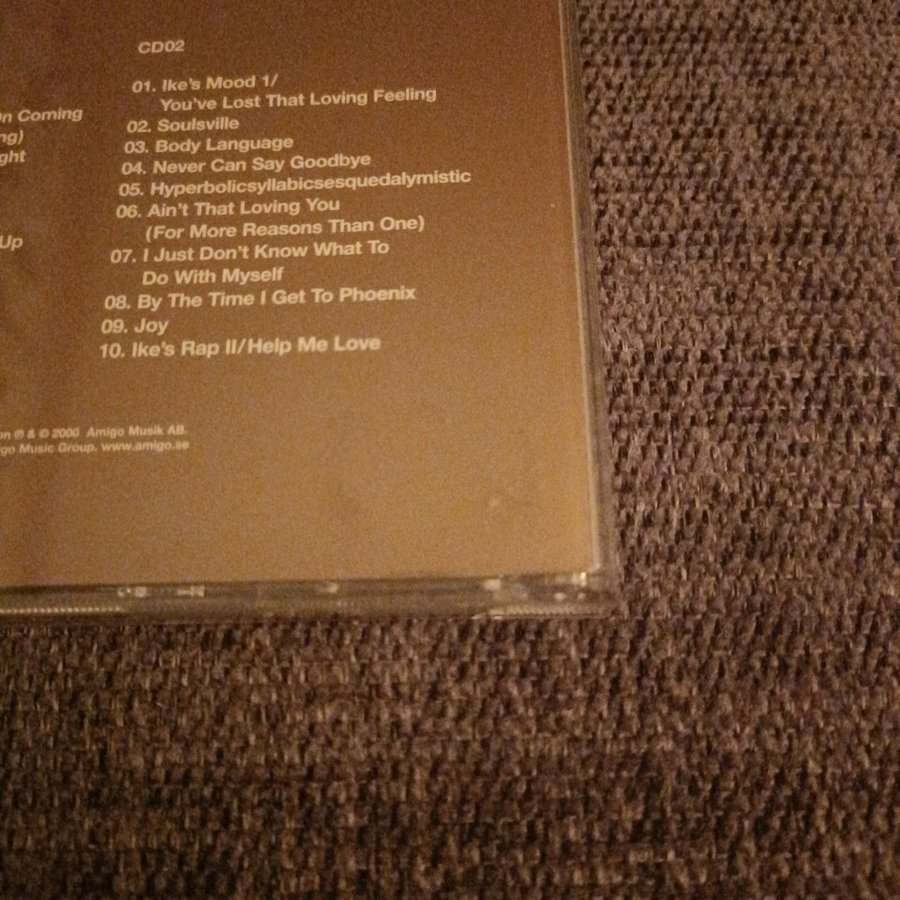 On Coming
ng)
ght
Up
CD02
01. Ike's Mood 1/
You've Lost That Loving Feeling
02. Soulsville
03. Body Language
04. Never Can Say Goodbye
05. Hyperbolicsyllabicsesquedalymistic
06. Ain't That Loving You
(For More Reasons Than One)
07. I Just Don't Know What To
Do With Myself
08. By The Time I Get To Phoenix
09. Joy
10. Ike's Rap II/Help Me Love
on ℗ & © 2000 Amigo Musik AB.
go Music Group. www.amigo.se